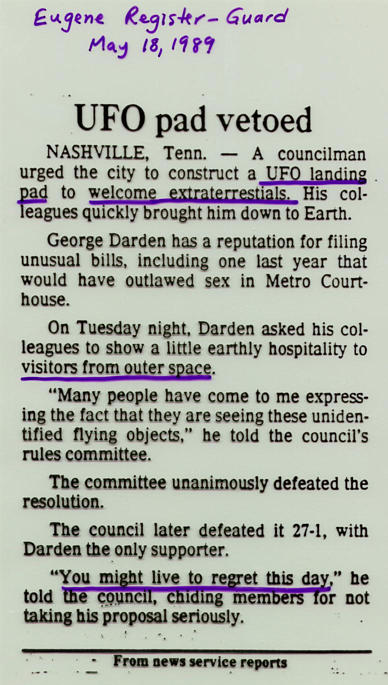 Eugene Register-Guard
May 18, 1989
UFO pad vetoed
NASHVILLE, Tenn. — A councilman
urged the city to construct a UFO landing
pad to welcome extraterrestials. His col-
leagues quickly brought him down to Earth.
George Darden has a reputation for filing
unusual bills, including one last year that
would have outlawed sex in Metro Court-
house.
On Tuesday night, Darden asked his col-
leagues to show a little earthly hospitality to
visitors from outer space.
"Many people have come to me express-
ing the fact that they are seeing these uniden-
tified flying objects," he told the council's
rules committee.
The committee unanimously defeated the
resolution.
The council later defeated it 27-1, with
Darden the only supporter.
"You might live to regret this day," he
told the council, chiding members for not
taking his proposal seriously.
From news service reports